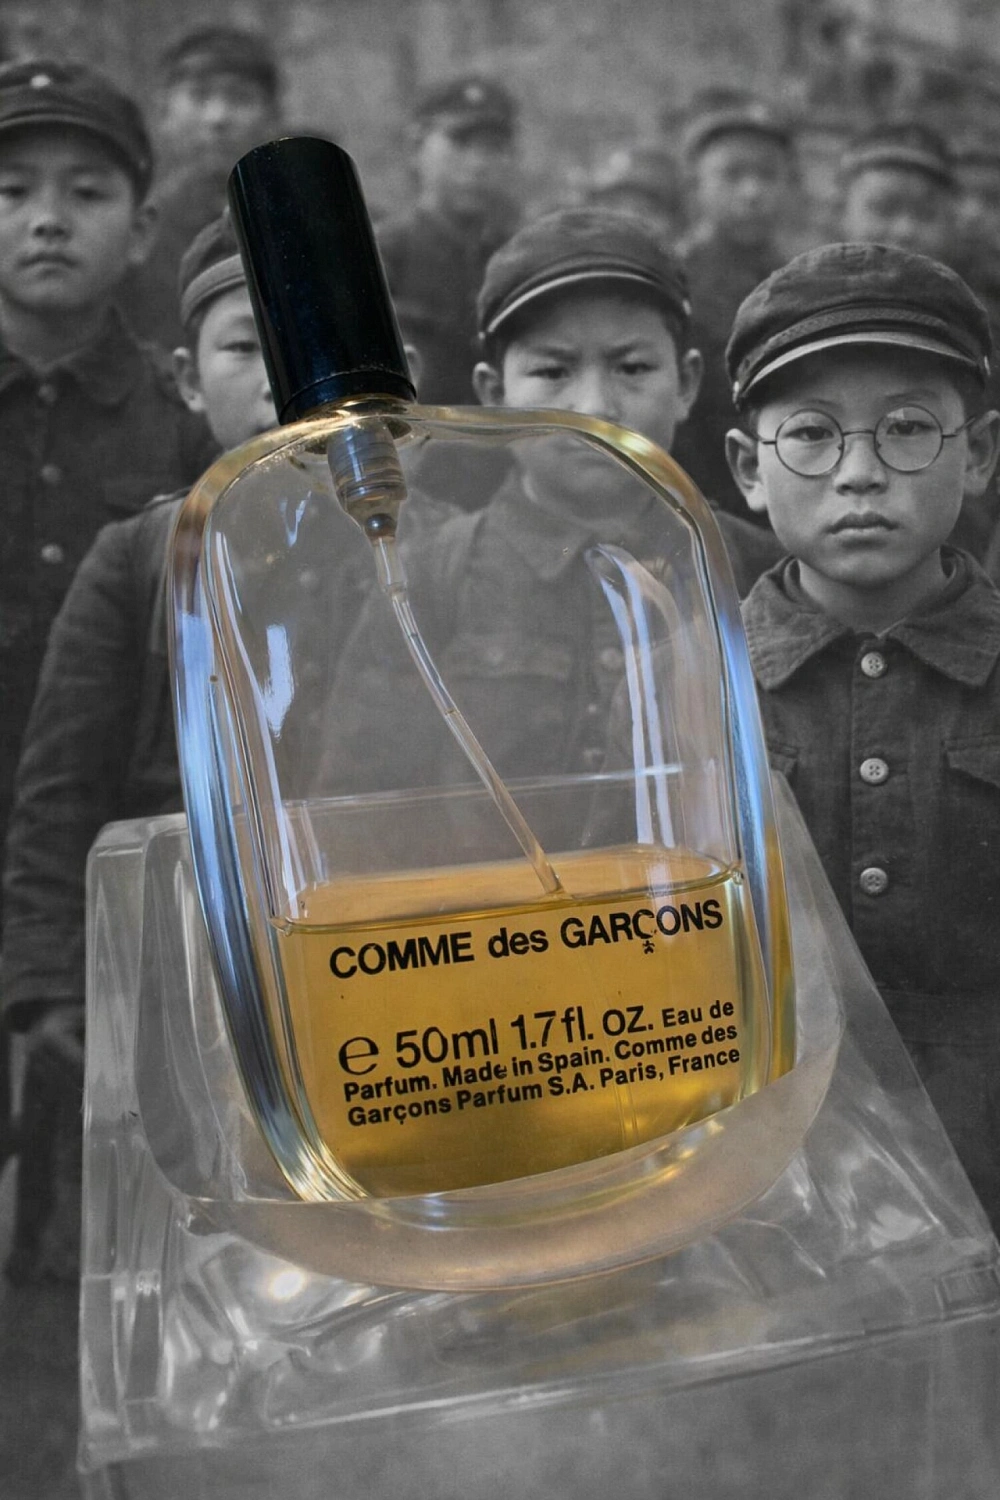 COMME des GARÇONS
℮ 50ml 1.7fl. oz. Eau de
Parfum. Made in Spain. Comme des
Garçons Parfum S.A. Paris, France